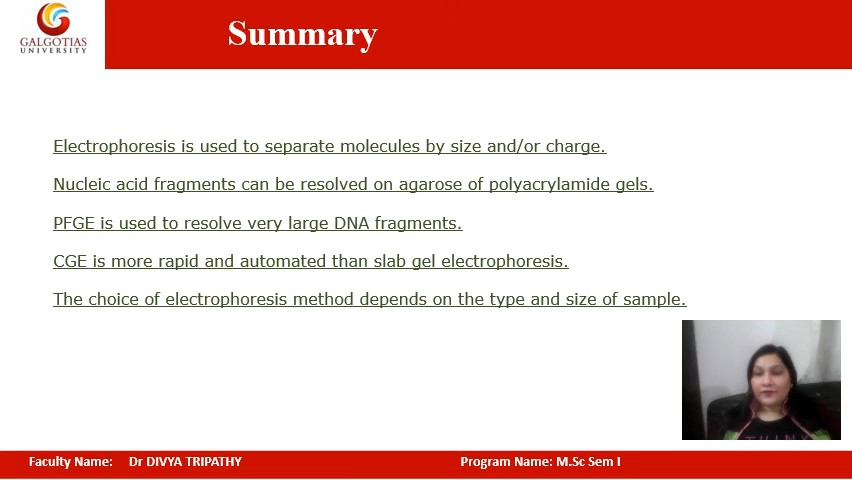 GALGOTIAS
UNIVERSITY
Summary
Electrophoresis is used to separate molecules by size and/or charge.
Nucleic acid fragments can be resolved on agarose of polyacrylamide gels.
PFGE is used to resolve very large DNA fragments.
CGE is more rapid and automated than slab gel electrophoresis.
The choice of electrophoresis method depends on the type and size of sample.
Faculty Name: Dr DIVYA TRIPATHY
Program Name: M.Sc Sem I